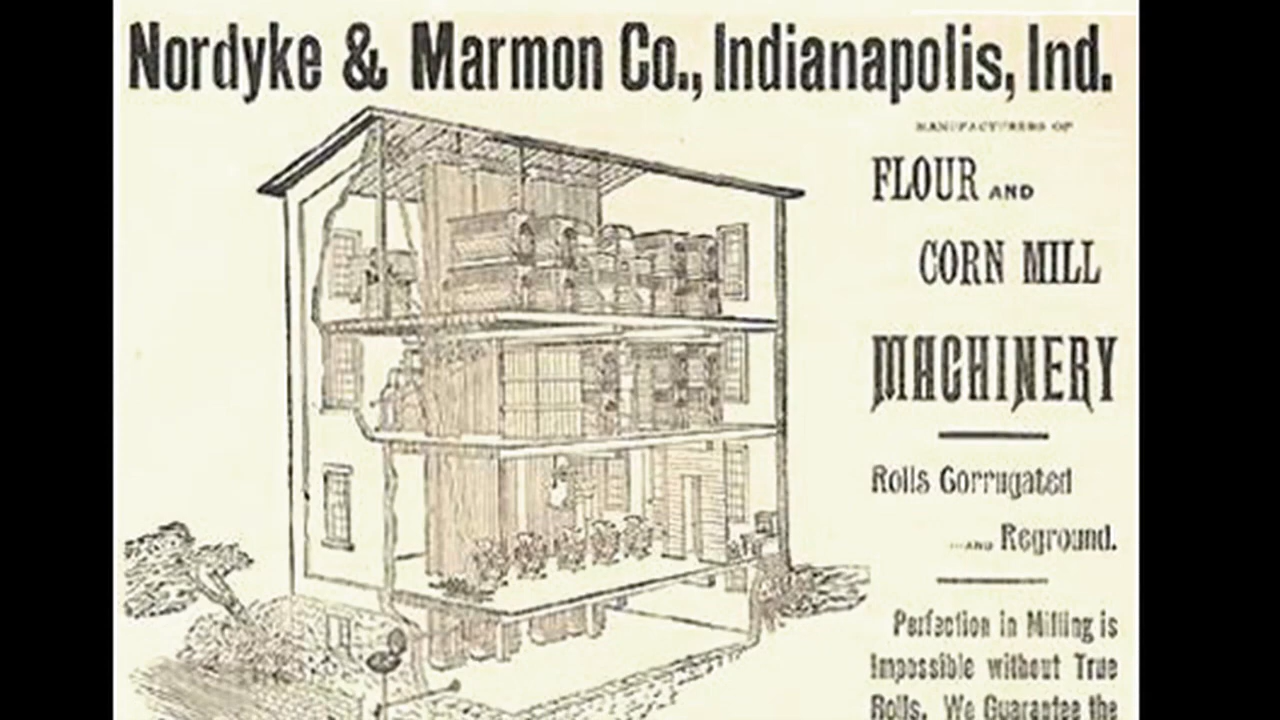 Nordyke & Marmon Co., Indianapolis, Ind.
MANUFACTURERS OF
FLOUR AND
CORN MILL
MACHINERY
Rolls Corrugated
AND Reground.
Perfection in Milling is
Impossible without True
Rolls. We Guarantee the